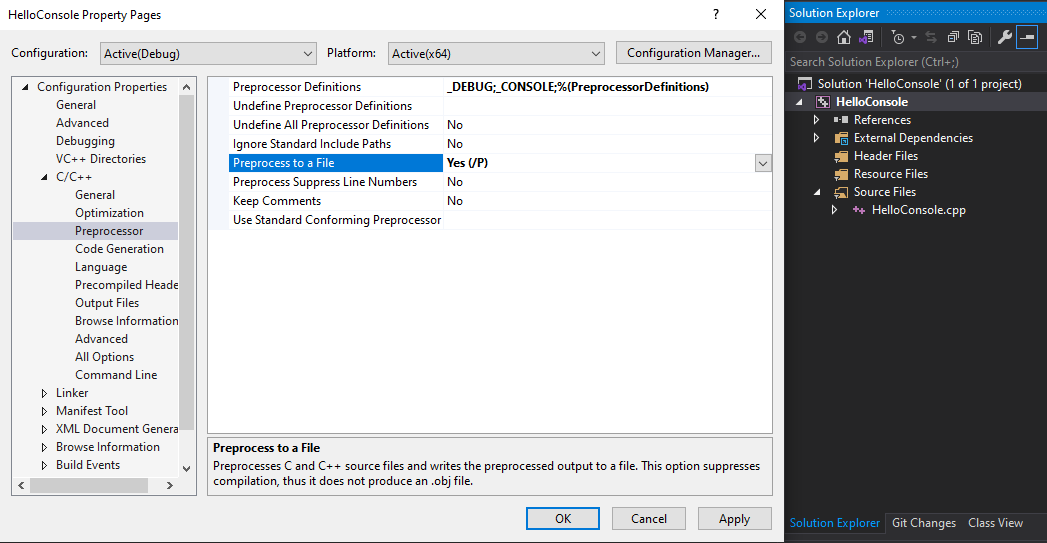 HelloConsole Property Pages
?
Configuration: Active(Debug) Platform: Active(x64) Configuration Manager...
Configuration Properties
General
Advanced
Debugging
VC++ Directories
C/C++
General
Optimization
Preprocessor
Code Generation
Language
Precompiled Heade
Output Files
Browse Information
Advanced
All Options
Command Line
Linker
Manifest Tool
XML Document Genera
Browse Information
Build Events
Preprocessor Definitions _DEBUG;_CONSOLE;%(PreprocessorDefinitions)
Undefine Preprocessor Definitions
Undefine All Preprocessor Definitions No
Ignore Standard Include Paths No
Preprocess to a File Yes (/P)
Preprocess Suppress Line Numbers No
Keep Comments No
Use Standard Conforming Preprocessor
Preprocess to a File
Preprocesses C and C++ source files and writes the preprocessed output to a file. This option suppresses
compilation, thus it does not produce an .obj file.
OK Cancel Apply
Solution Explorer
Search Solution Explorer (Ctrl+;)
Solution 'HelloConsole' (1 of 1 project)
HelloConsole
References
External Dependencies
Header Files
Resource Files
Source Files
HelloConsole.cpp
Solution Explorer Git Changes Class View